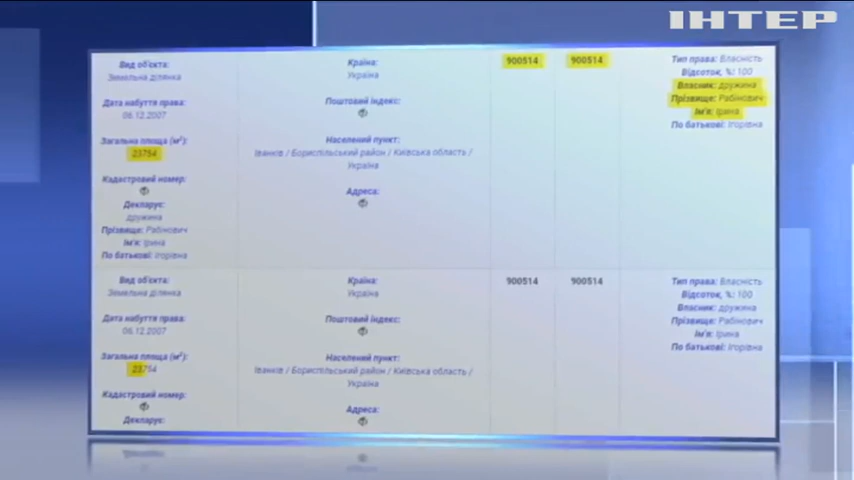 ІНТЕР
Вид об'єкта:
Земельна ділянка
Дата набуття права:
06.12.2007
Загальна площа (м²):
23754
Кадастровий номер:
Декларує:
дружина
Прізвище: Рабінович
Ім'я: Ірина
По батькові: Ігорівна
Країна:
Україна
Поштовий індекс:
Населений пункт:
Іванків / Бориспільський район / Київська область /
Україна
Адреса:
900514
900514
Тип права: Власність
Відсоток, %: 100
Власник: дружина
Прізвище: Рабінович
Ім'я: Ірина
По батькові: Ігорівна
Вид об'єкта:
Земельна ділянка
Дата набуття права:
06.12.2007
Загальна площа (м²):
23754
Кадастровий номер:
Декларує:
Країна:
Україна
Поштовий індекс:
Населений пункт:
Іванків / Бориспільський район / Київська область /
Україна
Адреса:
900514
900514
Тип права: Власність
Відсоток, %: 100
Власник: дружина
Прізвище: Рабінович
Ім'я: Ірина
По батькові: Ігорівна